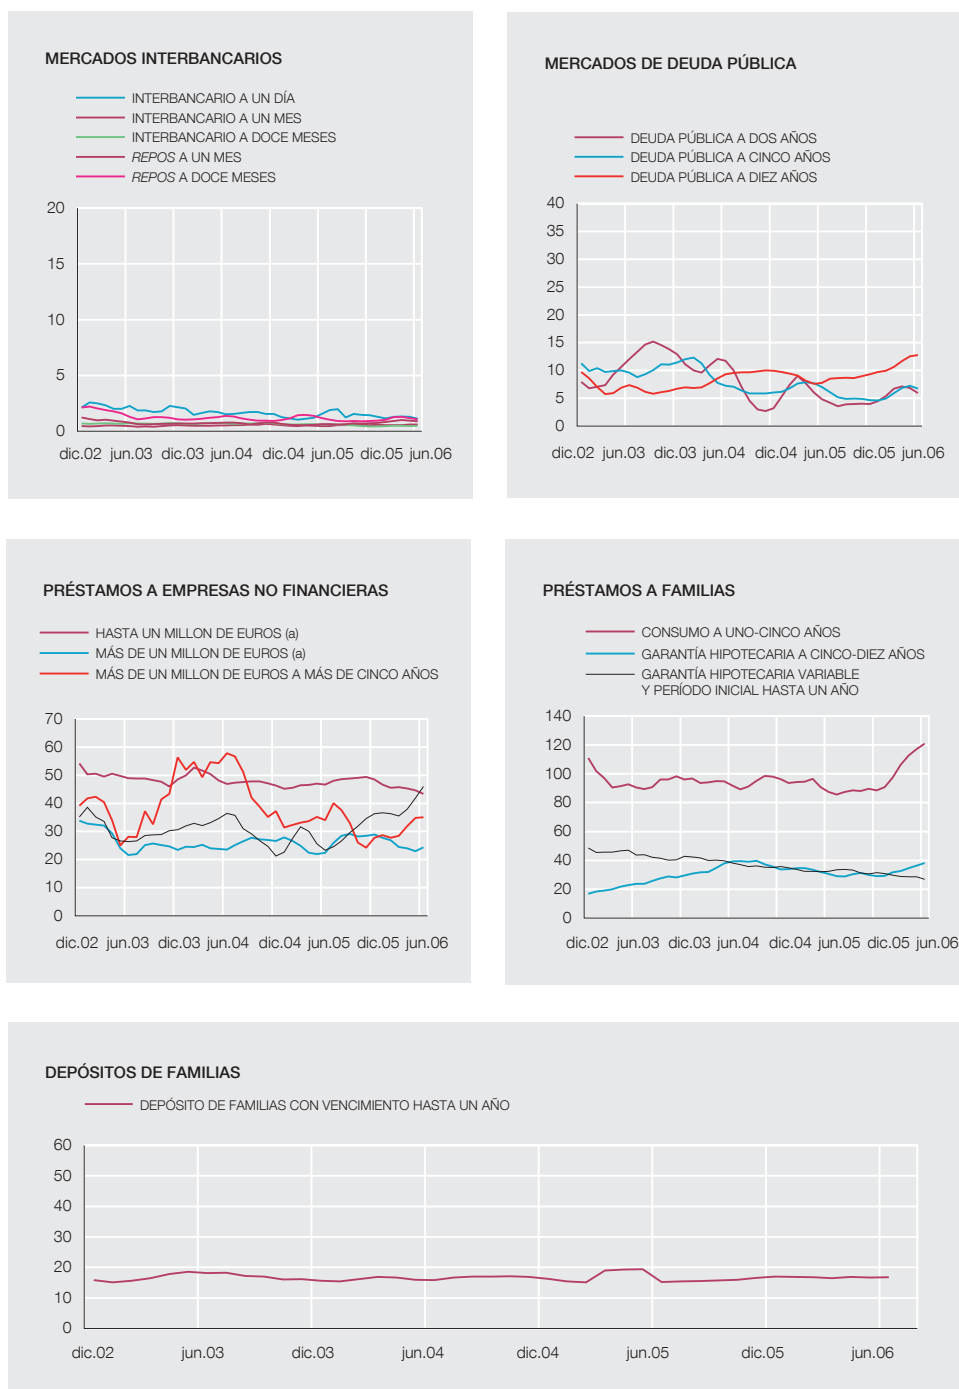 MERCADOS INTERBANCARIOS
INTERBANCARIO A UN DÍA
INTERBANCARIO A UN MES
INTERBANCARIO A DOCE MESES
REPOS A UN MES
REPOS A DOCE MESES
20
15
10
5
0
dic.02 jun.03 dic.03 jun.04 dic.04 jun.05 dic.05 jun.06
MERCADOS DE DEUDA PÚBLICA
DEUDA PÚBLICA A DOS AÑOS
DEUDA PÚBLICA A CINCO AÑOS
DEUDA PÚBLICA A DIEZ AÑOS
40
35
30
25
20
15
10
5
0
dic.02 jun.03 dic.03 jun.04 dic.04 jun.05 dic.05 jun.06
PRÉSTAMOS A EMPRESAS NO FINANCIERAS
HASTA UN MILLON DE EUROS (a)
MÁS DE UN MILLON DE EUROS (a)
MÁS DE UN MILLON DE EUROS A MÁS DE CINCO AÑOS
70
60
50
40
30
20
10
0
dic.02 jun.03 dic.03 jun.04 dic.04 jun.05 dic.05 jun.06
PRÉSTAMOS A FAMILIAS
CONSUMO A UNO-CINCO AÑOS
GARANTÍA HIPOTECARIA A CINCO-DIEZ AÑOS
GARANTÍA HIPOTECARIA VARIABLE
Y PERÍODO INICIAL HASTA UN AÑO
140
120
100
80
60
40
20
0
dic.02 jun.03 dic.03 jun.04 dic.04 jun.05 dic.05 jun.06
DEPÓSITOS DE FAMILIAS
DEPÓSITO DE FAMILIAS CON VENCIMIENTO HASTA UN AÑO
60
50
40
30
20
10
0
dic.02 jun.03 dic.03 jun.04 dic.04 jun.05 dic.05 jun.06